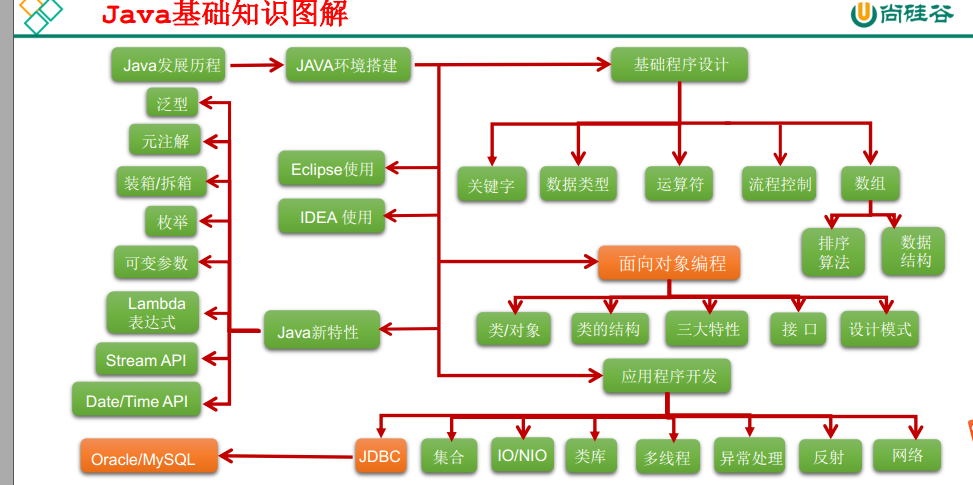 Java基础知识图解
尚硅谷
Java发展历程
JAVA环境搭建
基础程序设计
泛型
元注解
装箱/拆箱
枚举
可变参数
Lambda
表达式
Stream API
Date/Time API
Eclipse使用
IDEA 使用
Java新特性
关键字
数据类型
运算符
流程控制
数组
排序
算法
数据
结构
面向对象编程
类/对象
类的结构
三大特性
接 口
设计模式
应用程序开发
Oracle/MySQL
JDBC
集合
IO/NIO
类库
多线程
异常处理
反射
网络